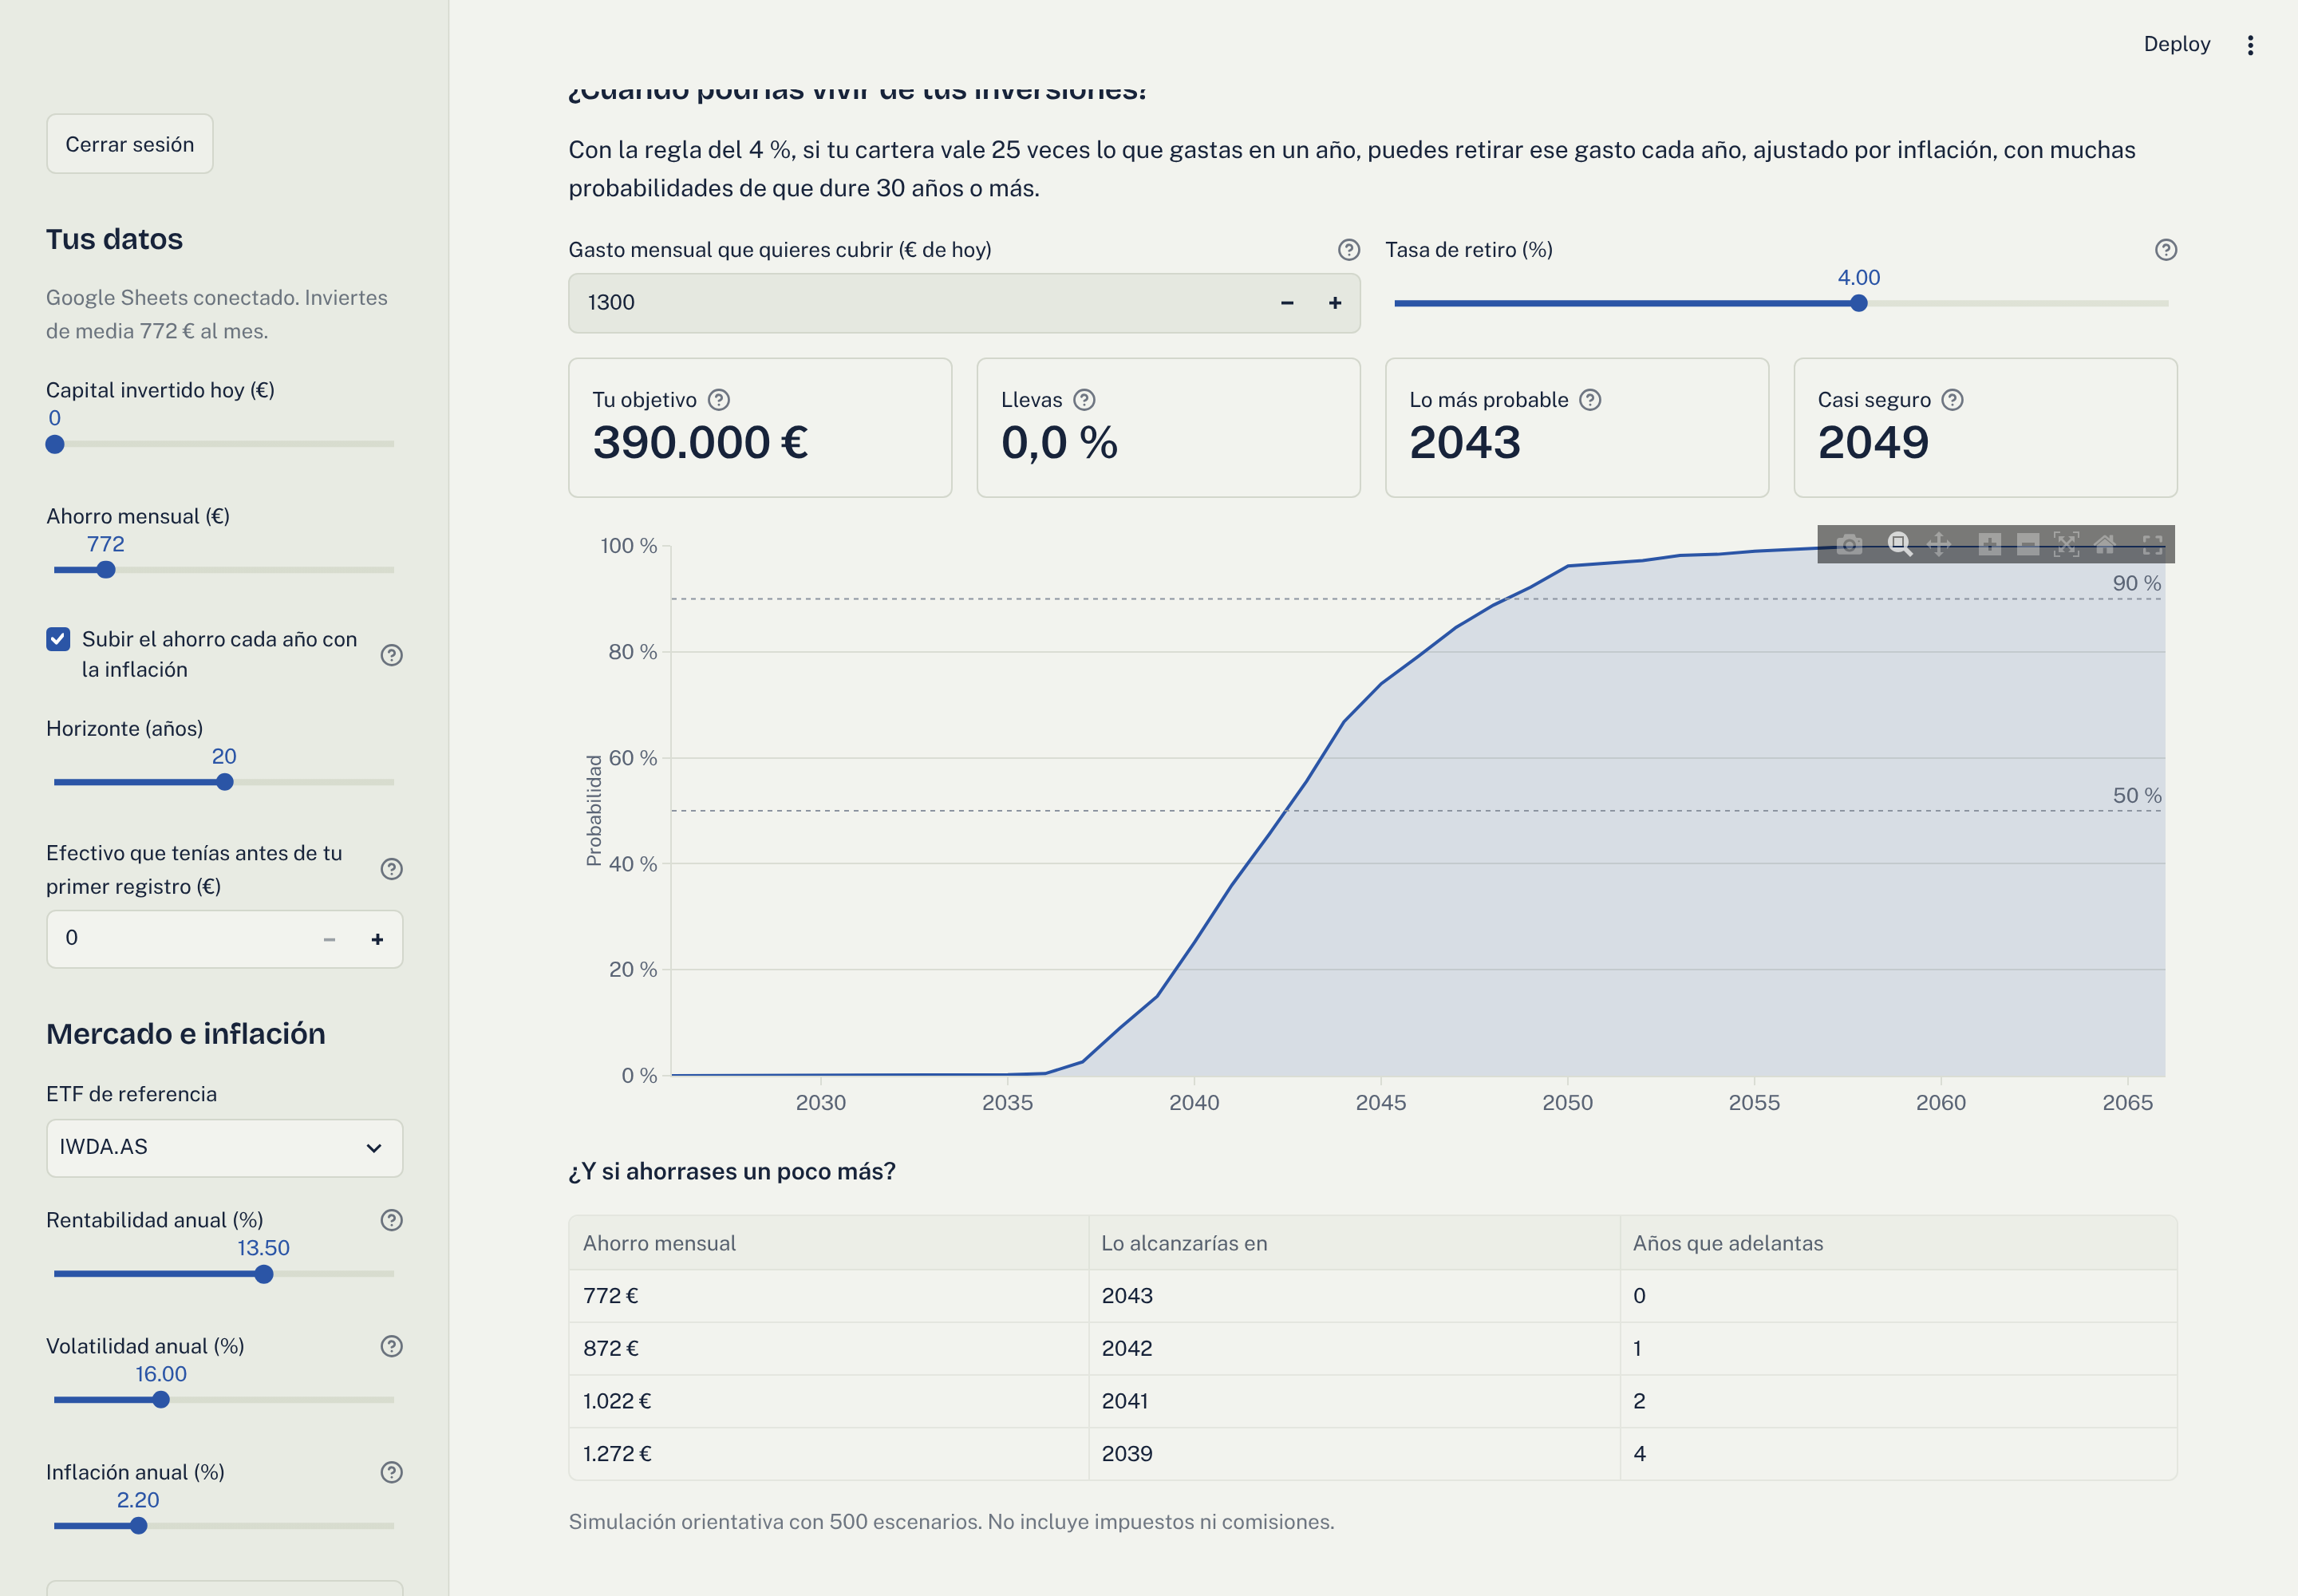 Deploy
Cerrar sesión
Tus datos
Google Sheets conectado. Inviertes
de media 772 € al mes.
Capital invertido hoy (€)
0
Ahorro mensual (€)
772
Subir el ahorro cada año con
la inflación
Horizonte (años)
20
Efectivo que tenías antes de tu
primer registro (€)
0
Mercado e inflación
ETF de referencia
IWDA.AS
Rentabilidad anual (%)
13.50
Volatilidad anual (%)
16.00
Inflación anual (%)
2.20
¿Cuándo podrías vivir de tus inversiones?
Con la regla del 4 %, si tu cartera vale 25 veces lo que gastas en un año, puedes retirar ese gasto cada año, ajustado por inflación, con muchas
probabilidades de que dure 30 años o más.
Gasto mensual que quieres cubrir (€ de hoy)
1300
Tasa de retiro (%)
4.00
Tu objetivo
390.000 €
Llevas
0,0 %
Lo más probable
2043
Casi seguro
2049
100 %
80 %
60 %
40 %
20 %
0 %
Probabilidad
90 %
50 %
2030 2035 2040 2045 2050 2055 2060 2065
¿Y si ahorrases un poco más?
Ahorro mensual Lo alcanzarías en Años que adelantas
772 € 2043 0
872 € 2042 1
1.022 € 2041 2
1.272 € 2039 4
Simulación orientativa con 500 escenarios. No incluye impuestos ni comisiones.